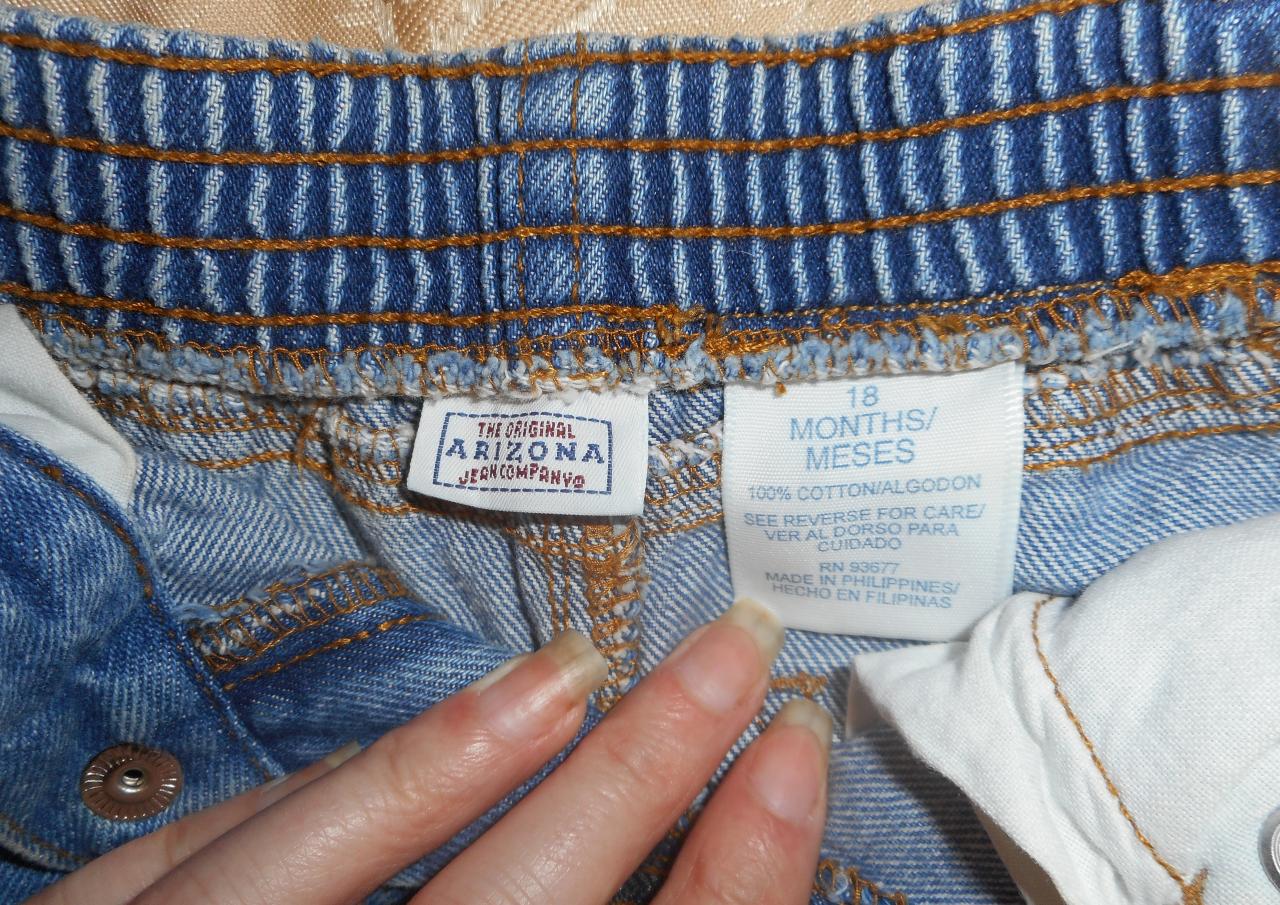 THE ORIGINAL
ARIZONA
JEAN COMPANY®
18
MONTHS/
MESES
100% COTTON/ALGODON
SEE REVERSE FOR CARE/
VER AL DORSO PARA
CUIDADO
RN 93677
MADE IN PHILIPPINES/
HECHO EN FILIPINAS